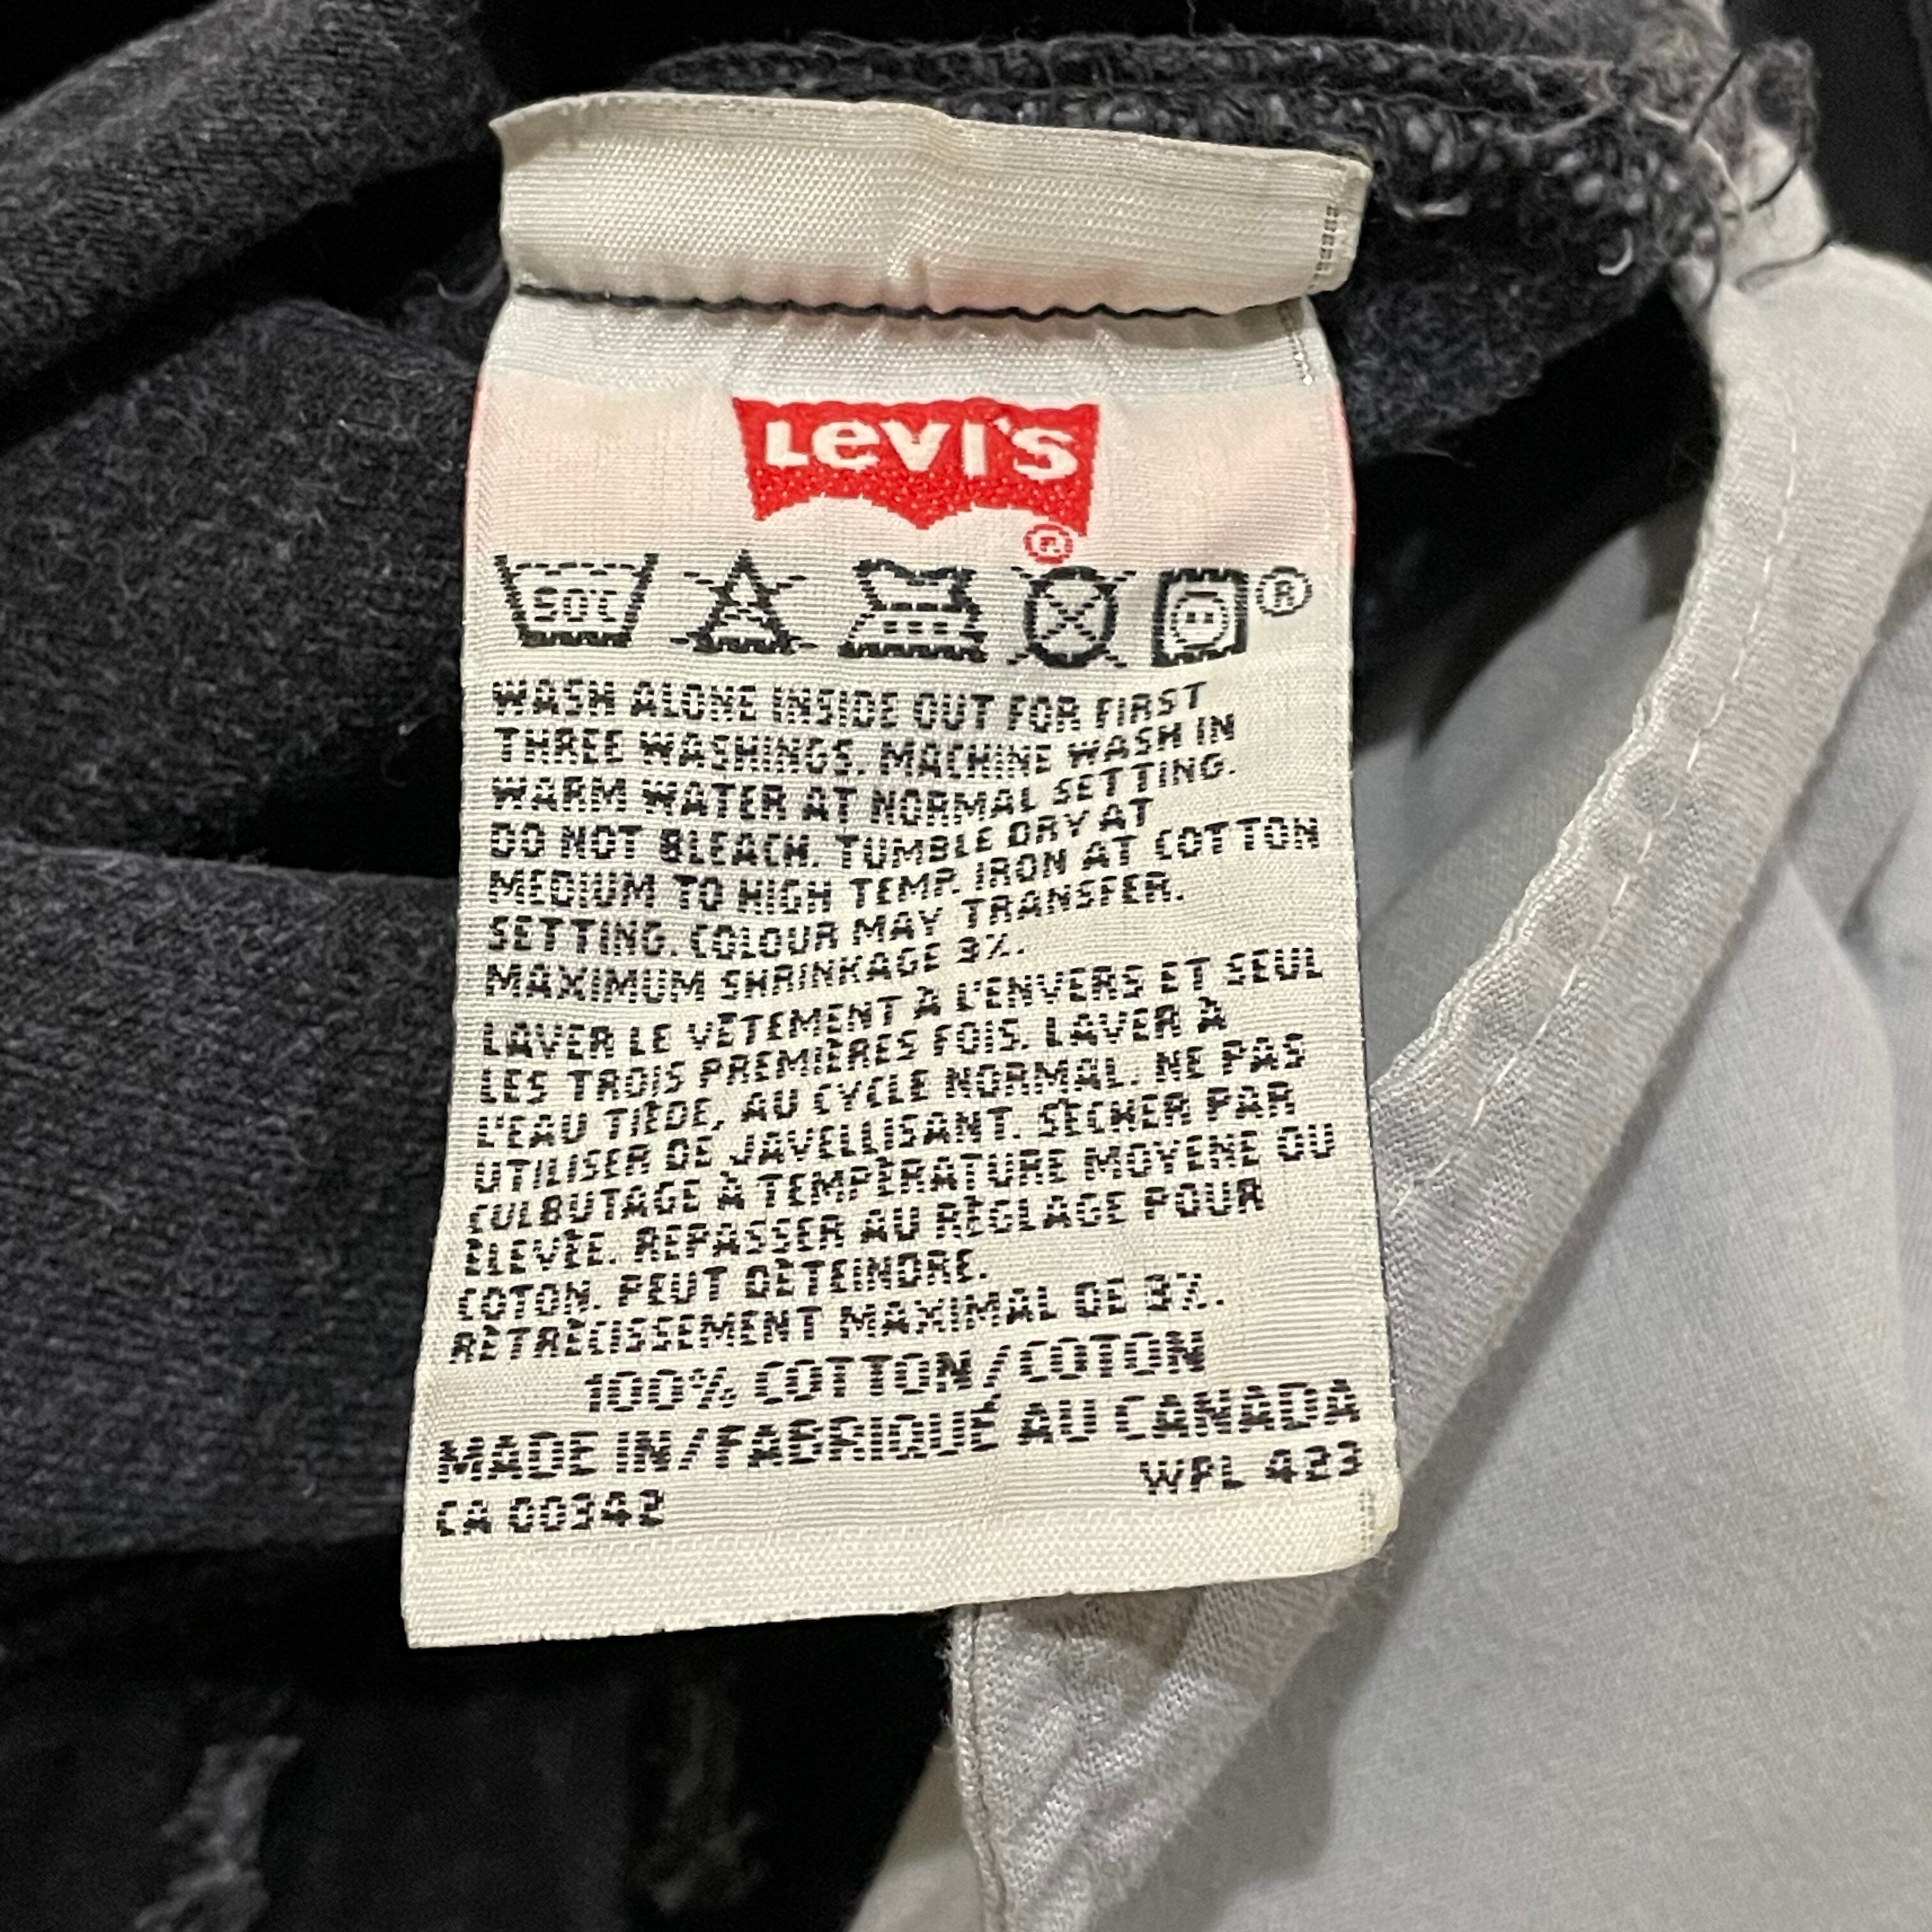 LEVI'S
®
50°C ®
WASH ALONE INSIDE OUT FOR FIRST
THREE WASHINGS. MACHINE WASH IN
WARM WATER AT NORMAL SETTING.
DO NOT BLEACH. TUMBLE DRY AT
MEDIUM TO HIGH TEMP. IRON AT COTTON
SETTING. COLOUR MAY TRANSFER.
MAXIMUM SHRINKAGE 3%.
LAVER LE VÊTEMENT À L'ENVERS ET SEUL
LES TROIS PREMIÈRES FOIS. LAVER À
L'EAU TIÈDE, AU CYCLE NORMAL. NE PAS
UTILISER DE JAVELLISANT. SÉCHER PAR
CULBUTAGE À TEMPÉRATURE MOYENE OU
ÉLEVÉE. REPASSER AU RÉGLAGE POUR
COTON. PEUT DÉTEINDRE.
RÉTRÉCISSEMENT MAXIMAL DE 3%.
100% COTTON/COTON
MADE IN/FABRIQUÉ AU CANADA
WPL 423
CA 00342